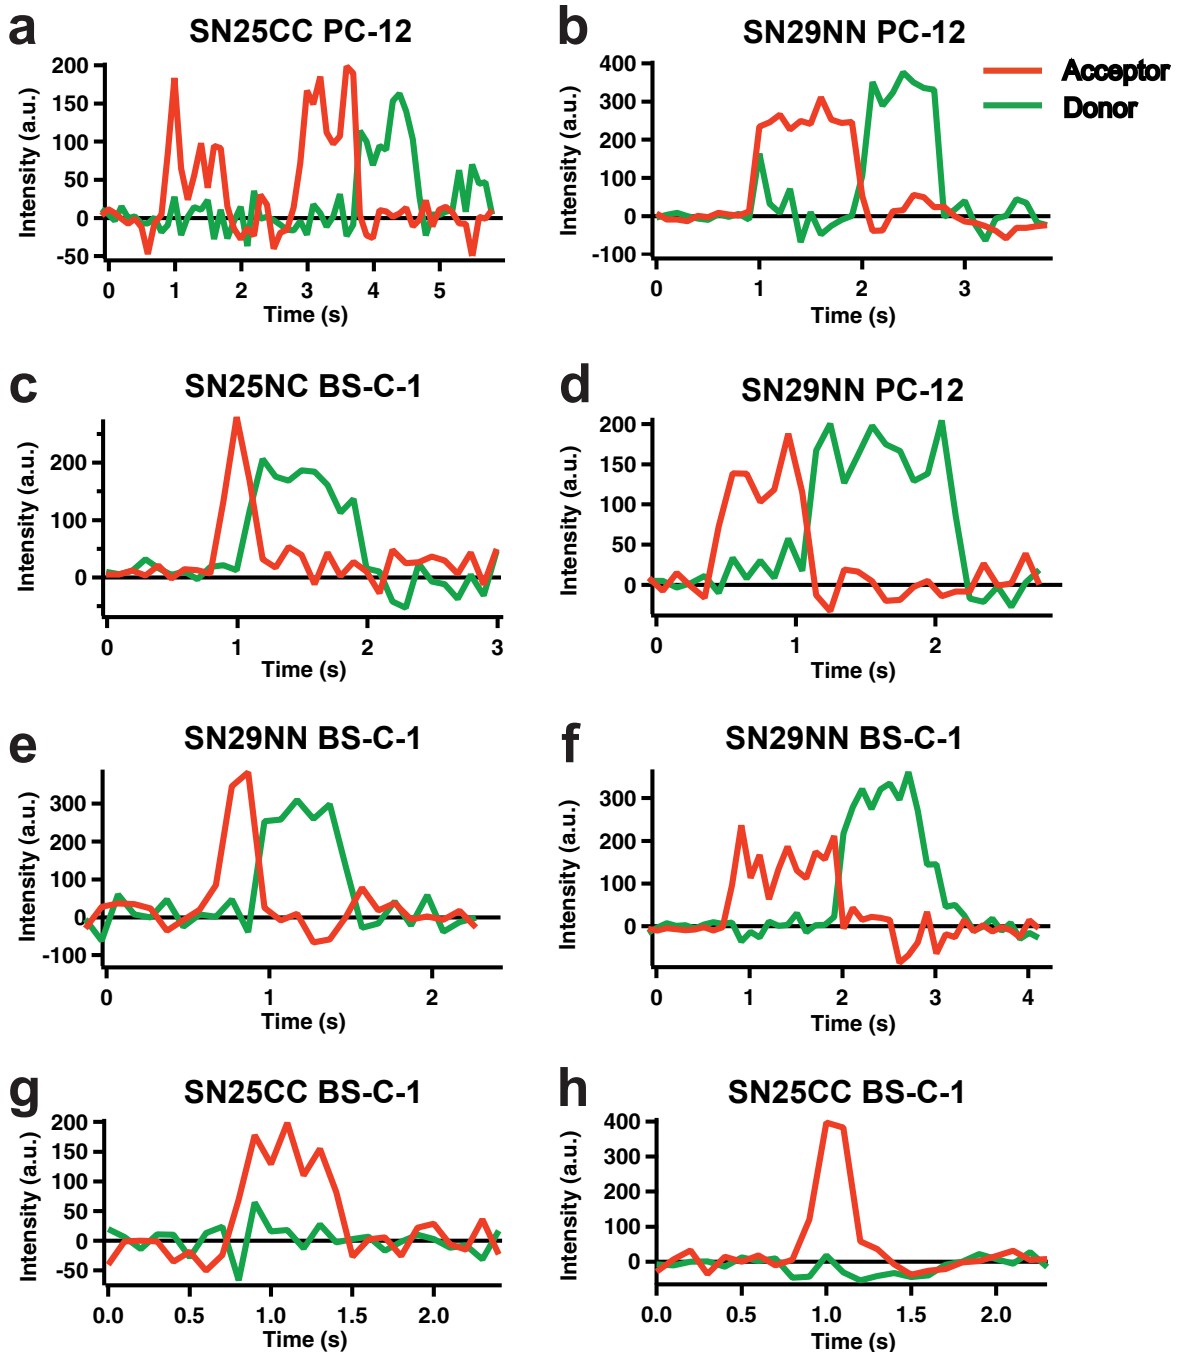 a
SN25CC PC-12
Intensity (a.u.)
200
150
100
50
0
-50
0 1 2 3 4 5
Time (s)
b
SN29NN PC-12
Acceptor
Donor
Intensity (a.u.)
400
300
200
100
0
-100
0 1 2 3
Time (s)
c
SN25NC BS-C-1
Intensity (a.u.)
200
100
0
0 1 2 3
Time (s)
d
SN29NN PC-12
Intensity (a.u.)
200
150
100
50
0
1 2
Time (s)
e
SN29NN BS-C-1
Intensity (a.u.)
300
200
100
0
-100
0 1 2
Time (s)
f
SN29NN BS-C-1
Intensity (a.u.)
300
200
100
0
0 1 2 3 4
Time (s)
g
SN25CC BS-C-1
Intensity (a.u.)
200
150
100
50
0
-50
0.0 0.5 1.0 1.5 2.0
Time (s)
h
SN25CC BS-C-1
Intensity (a.u.)
400
300
200
100
0
0.0 0.5 1.0 1.5 2.0
Time (s)